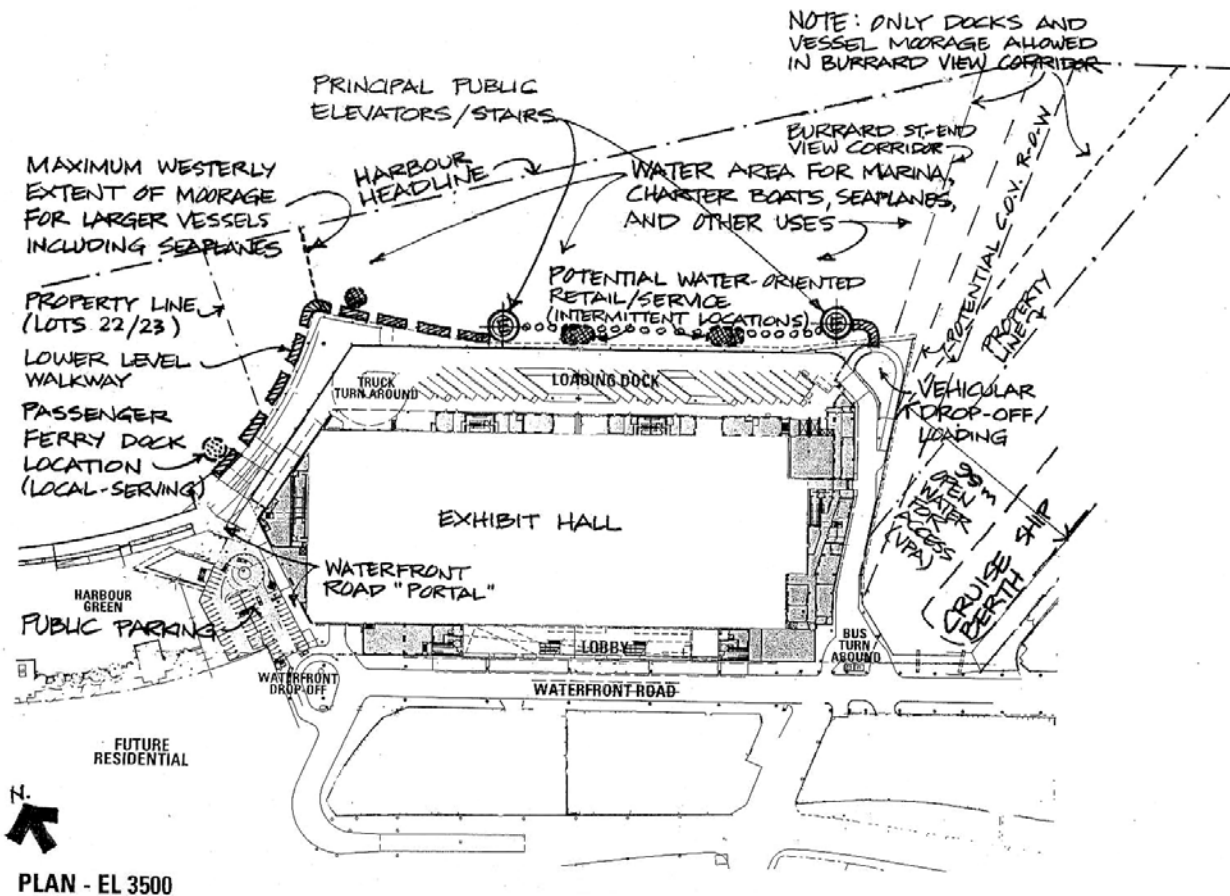 NOTE: ONLY DOCKS AND
VESSEL MOORAGE ALLOWED
IN BURRARD VIEW CORRIDOR
PRINCIPAL PUBLIC
ELEVATORS/STAIRS
BURRARD ST.-END
VIEW CORRIDOR
MAXIMUM WESTERLY
EXTENT OF MOORAGE
FOR LARGER VESSELS
INCLUDING SEAPLANES
HARBOUR
HEADLINE
WATER AREA FOR MARINA,
CHARTER BOATS, SEAPLANES,
AND OTHER USES
POTENTIAL C.O.V. R-O-W
PROPERTY
LINE
PROPERTY LINE
(LOTS 22/23)
POTENTIAL WATER-ORIENTED
RETAIL/SERVICE
(INTERMITTENT LOCATIONS)
LOWER LEVEL
WALKWAY
TRUCK
TURN AROUND
LOADING DOCK
VEHICULAR
DROP-OFF/
LOADING
PASSENGER
FERRY DOCK
LOCATION
(LOCAL-SERVING)
99 m
OPEN
WATER
FOR
ACCESS
(VPA)
EXHIBIT HALL
CRUISE SHIP
BERTH
WATERFRONT
ROAD "PORTAL"
HARBOUR
GREEN
PUBLIC PARKING
LOBBY
BUS
TURN/
AROUND
WATERFRONT
DROP-OFF
WATERFRONT ROAD
FUTURE
RESIDENTIAL
N.
PLAN - EL 3500